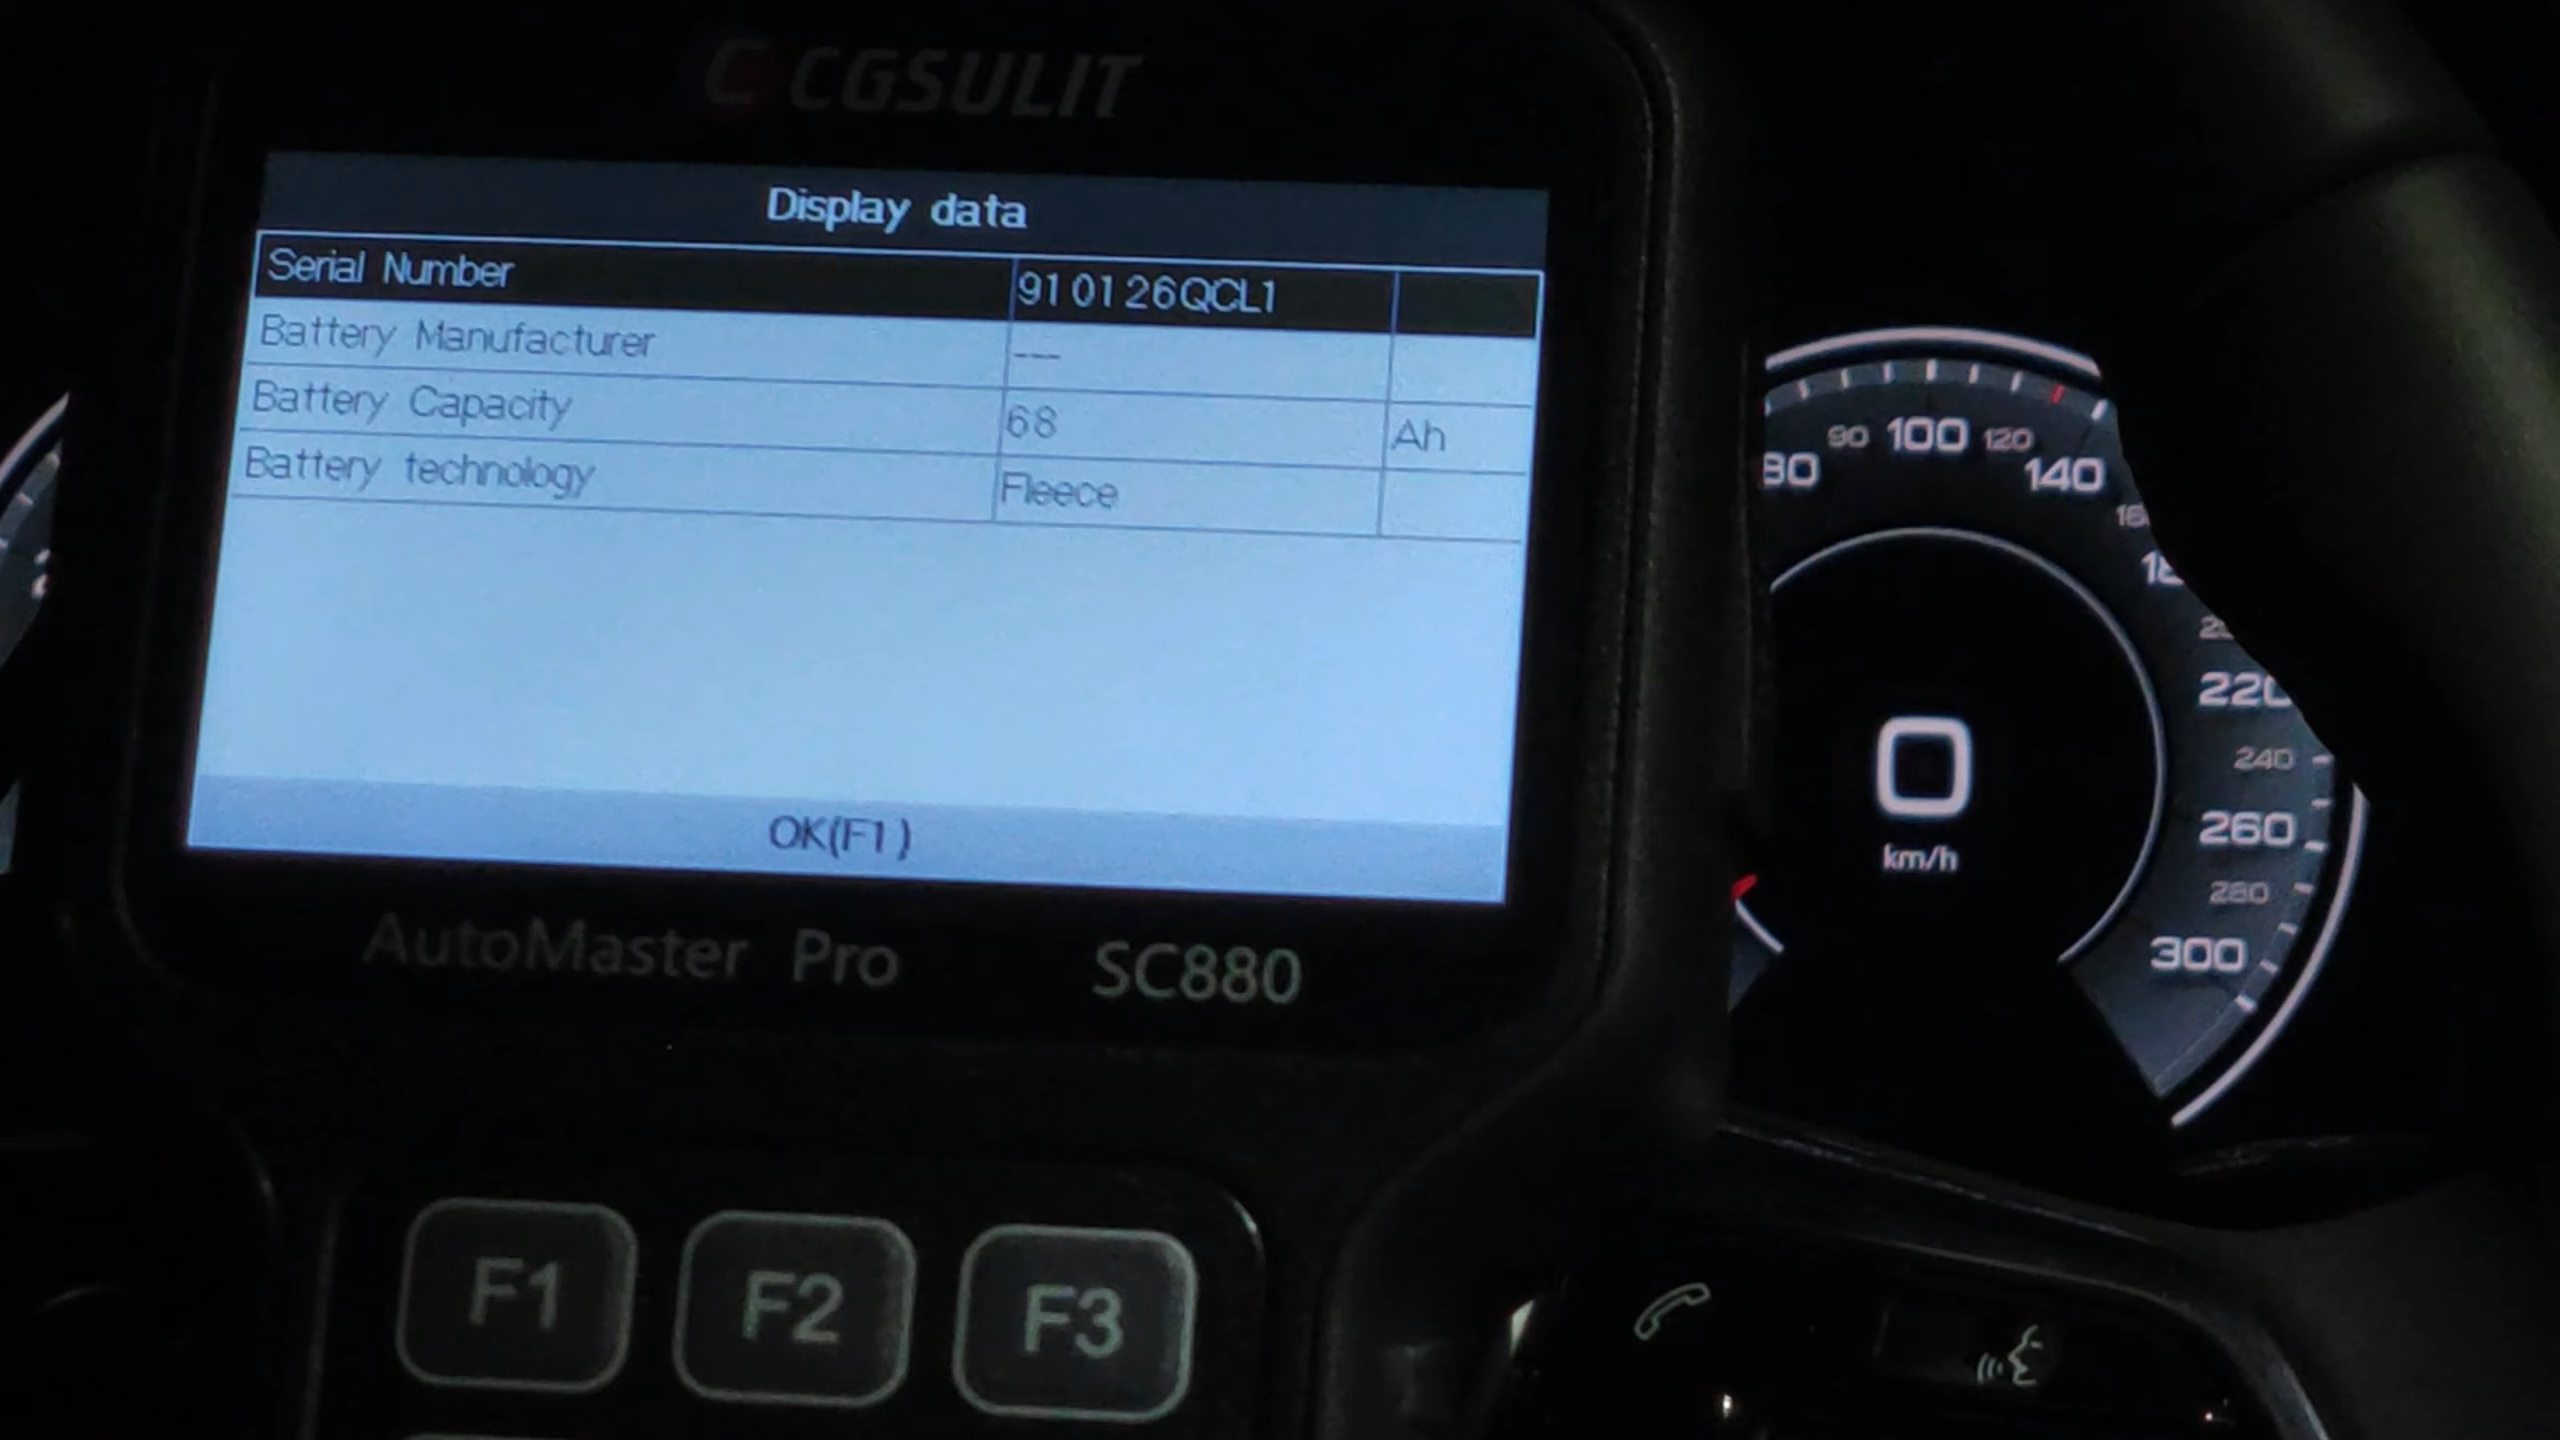 CGSULIT
Display data
Serial Number 910126QCL1
Battery Manufacturer ---
Battery Capacity 68 Ah
Battery technology Fleece
OK(F1)
AutoMaster Pro SC880
F1 F2 F3
90 100 120
80 140
220
240
260
280
300
0
km/h